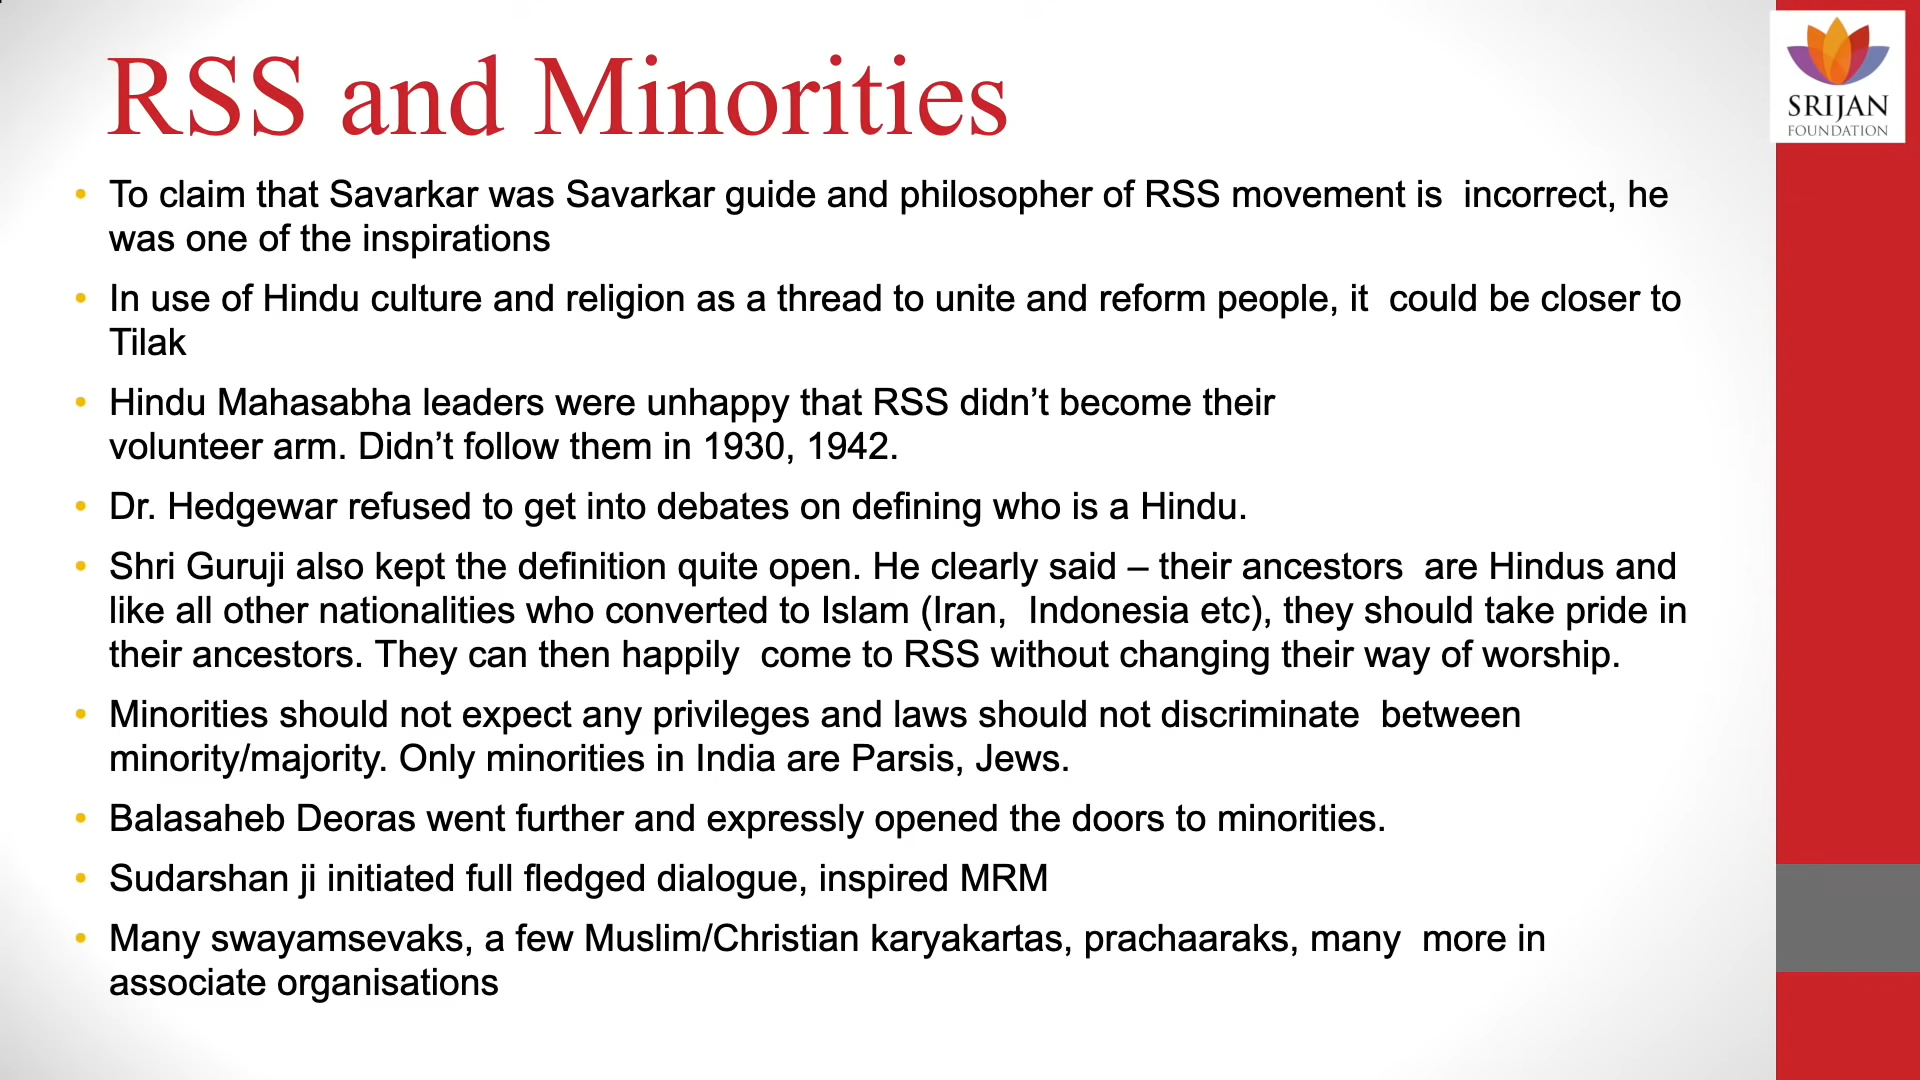 RSS and Minorities
SRIJAN
FOUNDATION
• To claim that Savarkar was Savarkar guide and philosopher of RSS movement is  incorrect, he
was one of the inspirations
• In use of Hindu culture and religion as a thread to unite and reform people, it  could be closer to
Tilak
• Hindu Mahasabha leaders were unhappy that RSS didn’t become their
volunteer arm. Didn’t follow them in 1930, 1942.
• Dr. Hedgewar refused to get into debates on defining who is a Hindu.
• Shri Guruji also kept the definition quite open. He clearly said – their ancestors  are Hindus and
like all other nationalities who converted to Islam (Iran,  Indonesia etc), they should take pride in
their ancestors. They can then happily  come to RSS without changing their way of worship.
• Minorities should not expect any privileges and laws should not discriminate  between
minority/majority. Only minorities in India are Parsis, Jews.
• Balasaheb Deoras went further and expressly opened the doors to minorities.
• Sudarshan ji initiated full fledged dialogue, inspired MRM
• Many swayamsevaks, a few Muslim/Christian karyakartas, prachaaraks, many  more in
associate organisations